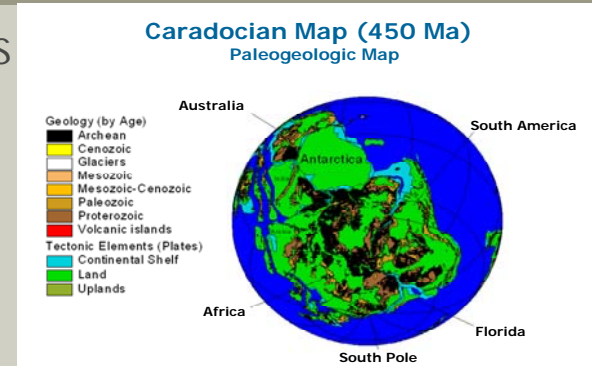 S
Caradocian Map (450 Ma)
Paleogeologic Map
Australia
South America
Geology (by Age)
Archean
Cenozoic
Glaciers
Mesozoic
Mesozoic-Cenozoic
Paleozoic
Proterozoic
Volcanic islands
Tectonic Elements (Plates)
Continental Shelf
Land
Uplands
Antarctica
Africa
Florida
South Pole